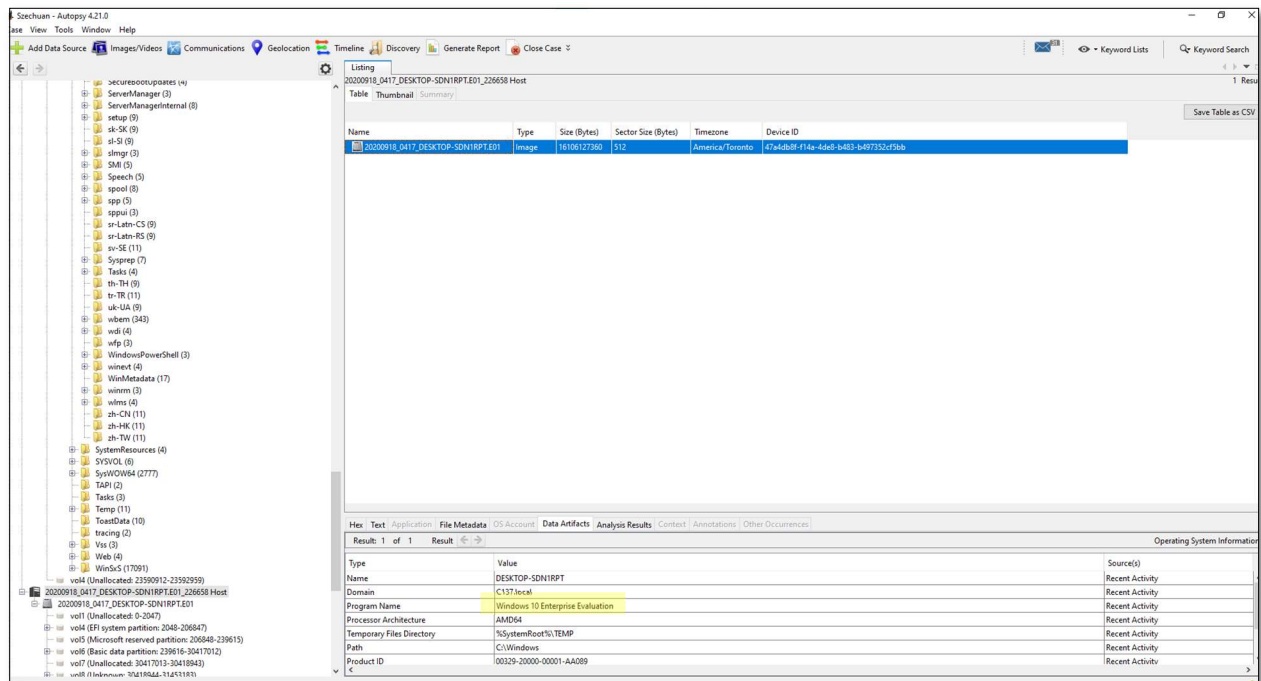 Szechuan - Autopsy 4.21.0
ase View Tools Window Help
Add Data Source Images/Videos Communications Geolocation Timeline Discovery Generate Report Close Case Keyword Lists Keyword Search
Listing
20200918_0417_DESKTOP-SDN1RPT.E01_226658 Host 1 Resu
Table Thumbnail Summary
Save Table as CSV
Name Type Size (Bytes) Sector Size (Bytes) Timezone Device ID
20200918_0417_DESKTOP-SDN1RPT.E01 Image 16106127360 512 America/Toronto 47a4db8f-f14a-4de8-b483-b497352cf5bb
SecureBootUpdates (4)
ServerManager (3)
ServerManagerInternal (8)
setup (9)
sk-SK (9)
sl-SI (9)
slmgr (3)
SMI (5)
Speech (5)
spool (8)
spp (5)
sppui (3)
sr-Latn-CS (9)
sr-Latn-RS (9)
sv-SE (11)
Sysprep (7)
Tasks (4)
th-TH (9)
tr-TR (11)
uk-UA (9)
wbem (343)
wdi (4)
wfp (3)
WindowsPowerShell (3)
winevt (4)
WinMetadata (17)
winrm (3)
wlms (4)
zh-CN (11)
zh-HK (11)
zh-TW (11)
SystemResources (4)
SYSVOL (6)
SysWOW64 (2777)
TAPI (2)
Tasks (3)
Temp (11)
ToastData (10)
tracing (2)
Vss (3)
Web (4)
WinSxS (17091)
vol4 (Unallocated: 23590912-23592959)
20200918_0417_DESKTOP-SDN1RPT.E01_226658 Host
20200918_0417_DESKTOP-SDN1RPT.E01
vol1 (Unallocated: 0-2047)
vol4 (EFI system partition: 2048-206847)
vol5 (Microsoft reserved partition: 206848-239615)
vol6 (Basic data partition: 239616-30417012)
vol7 (Unallocated: 30417013-30418943)
vol8 (Unknown: 30418944-31453183)
Hex Text Application File Metadata OS Account Data Artifacts Analysis Results Context Annotations Other Occurrences
Result: 1 of 1 Result Operating System Information
Type Value Source(s)
Name DESKTOP-SDN1RPT Recent Activity
Domain C137.local Recent Activity
Program Name Windows 10 Enterprise Evaluation Recent Activity
Processor Architecture AMD64 Recent Activity
Temporary Files Directory %SystemRoot%\TEMP Recent Activity
Path C:\Windows Recent Activity
Product ID 00329-20000-00001-AA089 Recent Activity